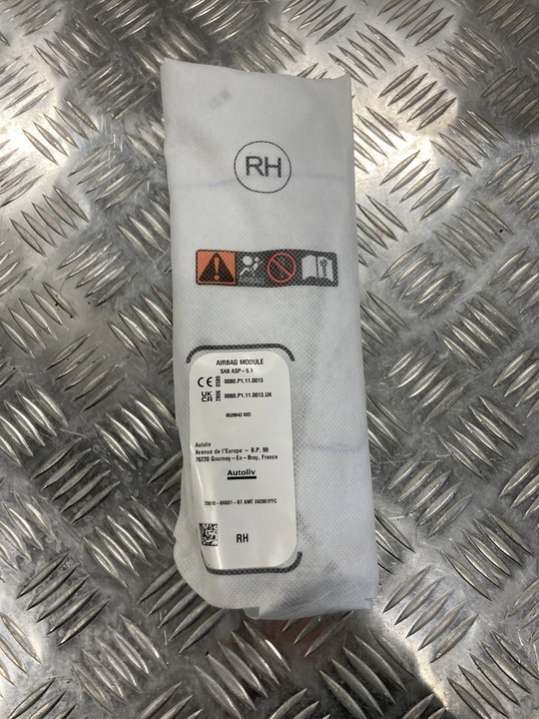 RH
AIRBAG MODULE
SAB ASP-5.1
0080.P1.11.0013
0080.P1.11.0013.UK
Autoliv
Avenue de l'Europe - B.P. 99
76220 Gournay-En-Bray, France
Autoliv
RH